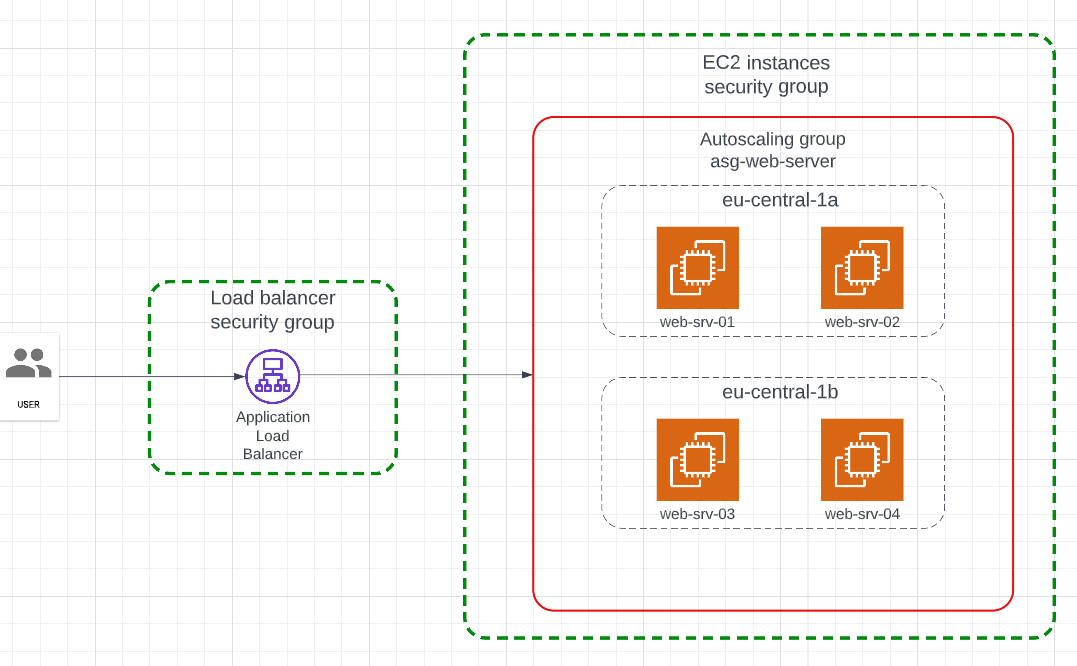 EC2 instances
security group
Autoscaling group
asg-web-server
eu-central-1a
web-srv-01
web-srv-02
Load balancer
security group
USER
Application
Load
Balancer
eu-central-1b
web-srv-03
web-srv-04